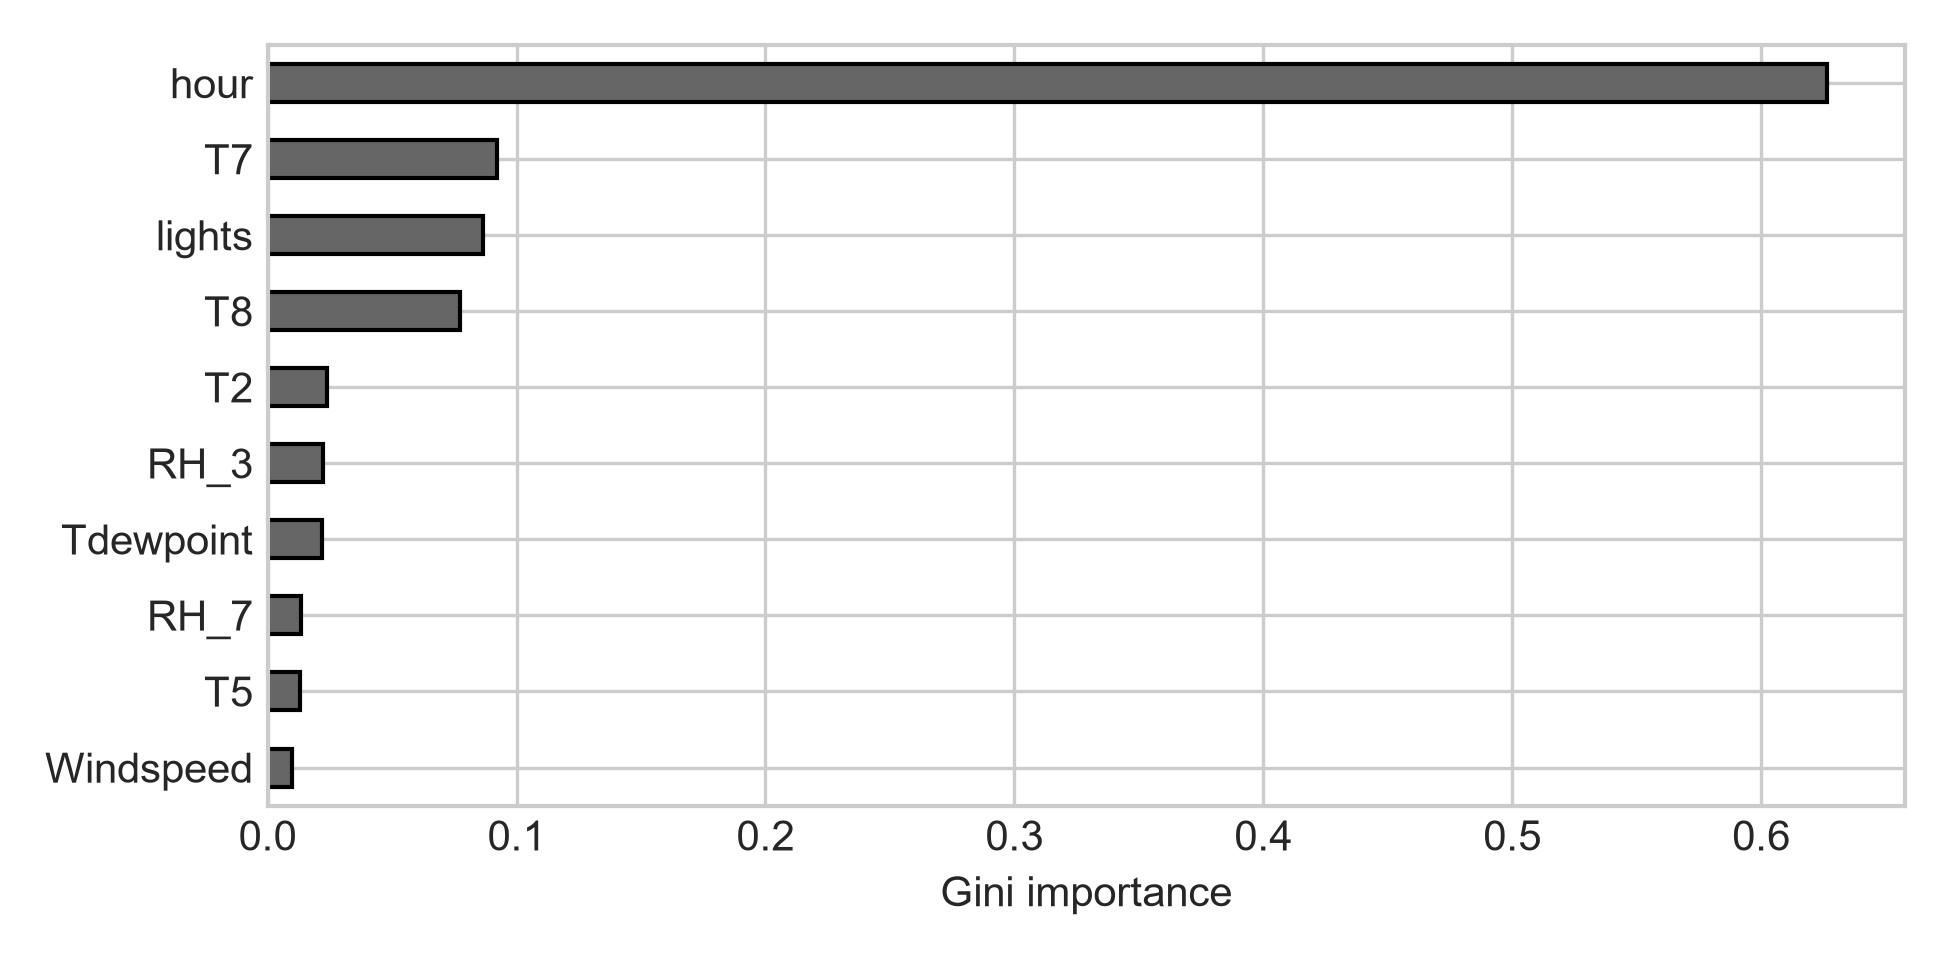 hour
T7
lights
T8
T2
RH_3
Tdewpoint
RH_7
T5
Windspeed
0.0 0.1 0.2 0.3 0.4 0.5 0.6
Gini importance